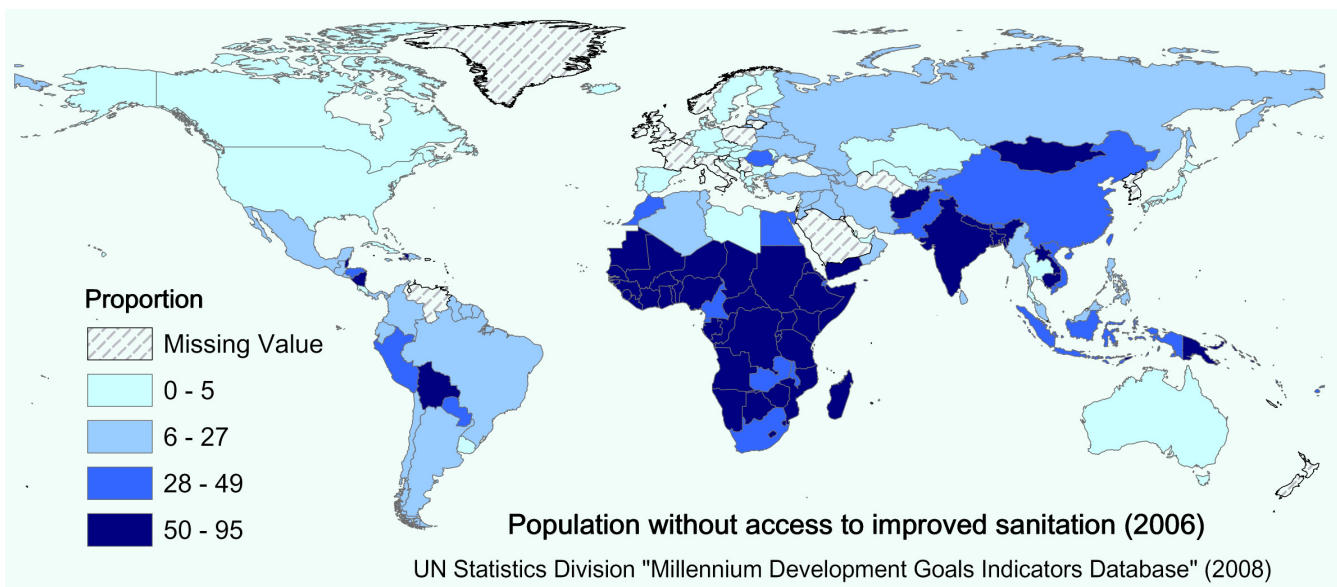 Proportion
Missing Value
0 - 5
6 - 27
28 - 49
50 - 95
Population without access to improved sanitation (2006)
UN Statistics Division "Millennium Development Goals Indicators Database" (2008)